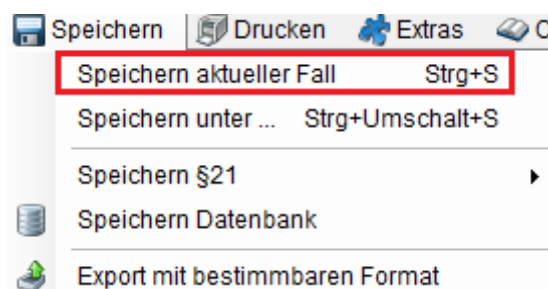 Speichern Drucken Extras
Speichern aktueller Fall Strg+S
Speichern unter ... Strg+Umschalt+S
Speichern §21
Speichern Datenbank
Export mit bestimmbaren Format